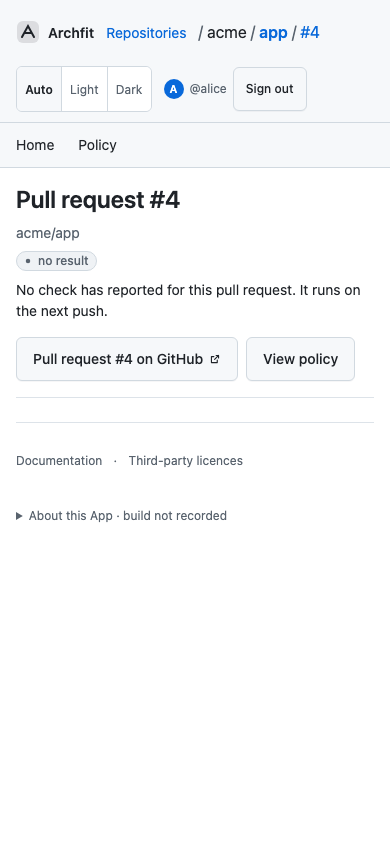 Archfit Repositories / acme / app / #4
Auto Light Dark A @alice Sign out
Home Policy
Pull request #4
acme/app
no result
No check has reported for this pull request. It runs on
the next push.
Pull request #4 on GitHub View policy
Documentation · Third-party licences
About this App · build not recorded